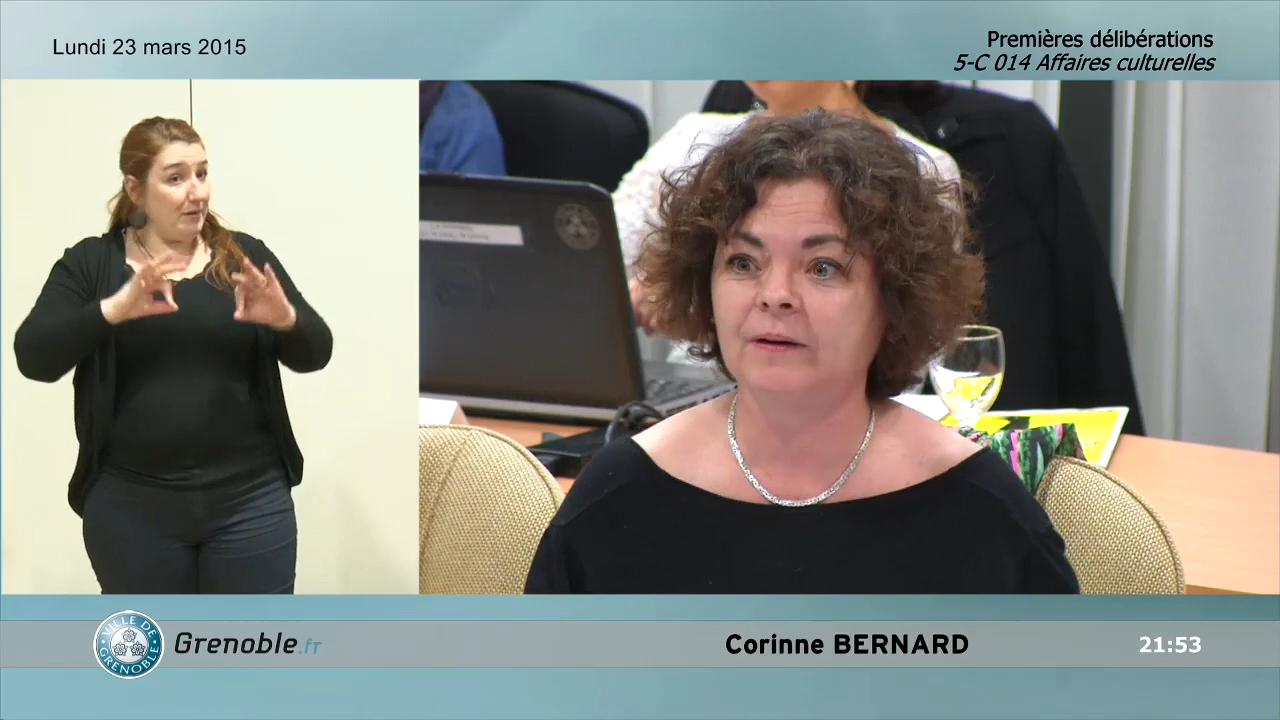 Lundi 23 mars 2015
Premières délibérations
5-C 014 Affaires culturelles
VILLE DE GRENOBLE
Grenoble.fr
Corinne BERNARD
21:53